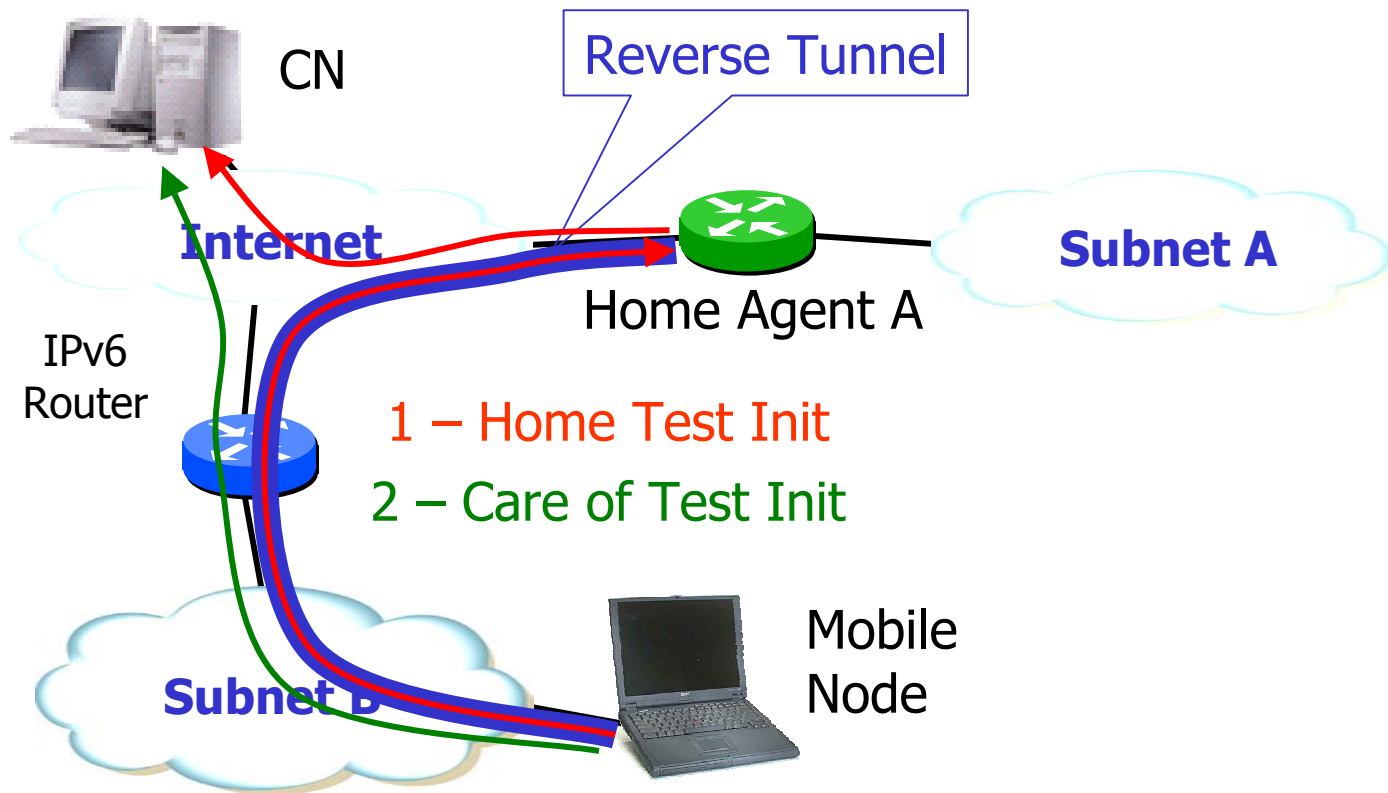 CN
Reverse Tunnel
Internet
Subnet A
Home Agent A
IPv6
Router
1 – Home Test Init
2 – Care of Test Init
Mobile
Node
Subnet B